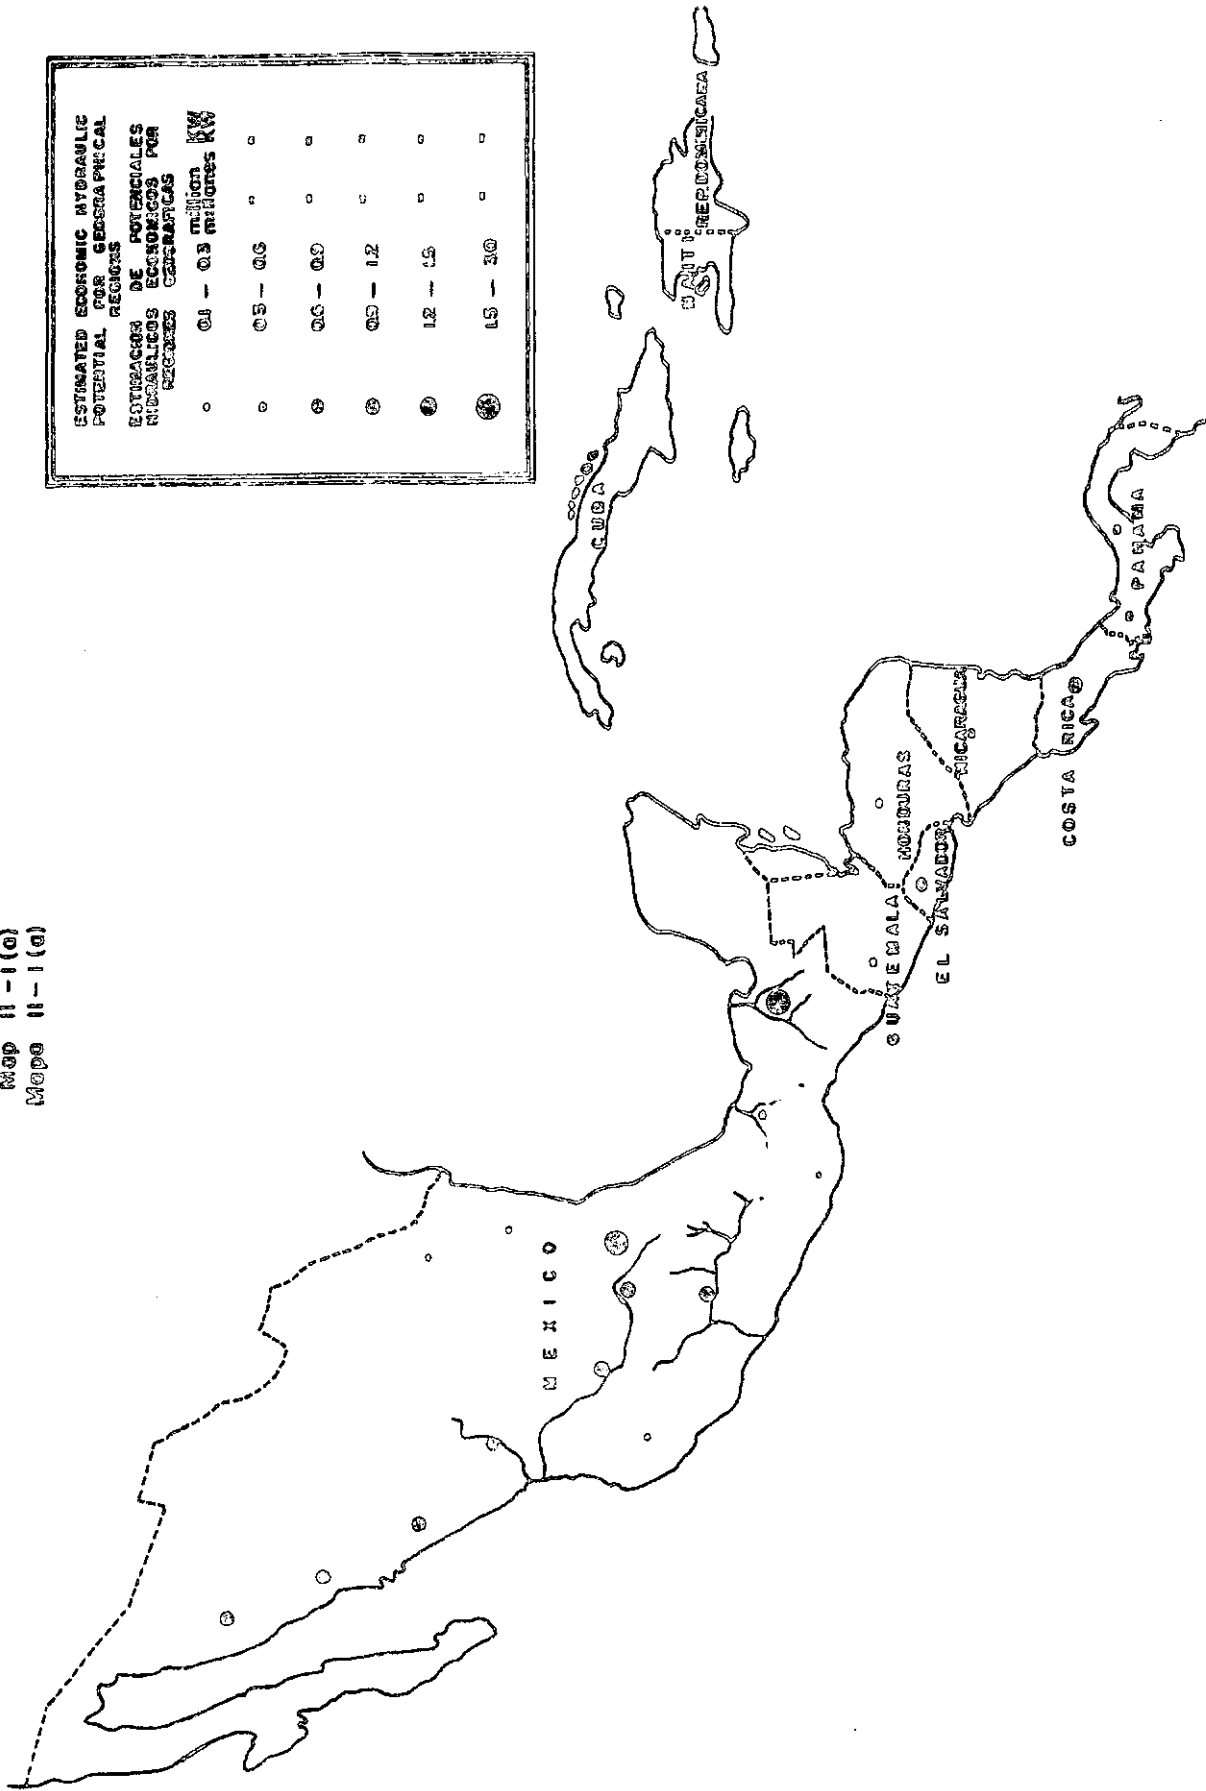 Map II-1(a)
Mapa II-1(a)
ESTIMATED ECONOMIC HYDRAULIC
POTENTIAL FOR GEOGRAPHICAL
REGIONS
ESTIMACION DE POTENCIALES
HIDRAULICOS ECONOMICOS POR
REGIONES GEOGRAFICAS
0.1 – 0.3 million KW
millones KW
0.3 – 0.6 " "
0.6 – 0.9 " "
0.9 – 1.2 " "
1.2 – 1.5 " "
1.5 – 3.0 " "
MEXICO
CUBA
HAITI
REP.DOMINICANA
GUATEMALA
HONDURAS
EL SALVADOR
NICARAGUA
COSTA RICA
PANAMA